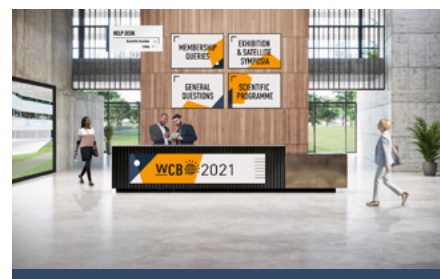 HELP DESK
MEMBERSHIP
QUERIES
EXHIBITION
& SATELLITE
SYMPOSIA
GENERAL
QUESTIONS
SCIENTIFIC
PROGRAMME
WCB 2021